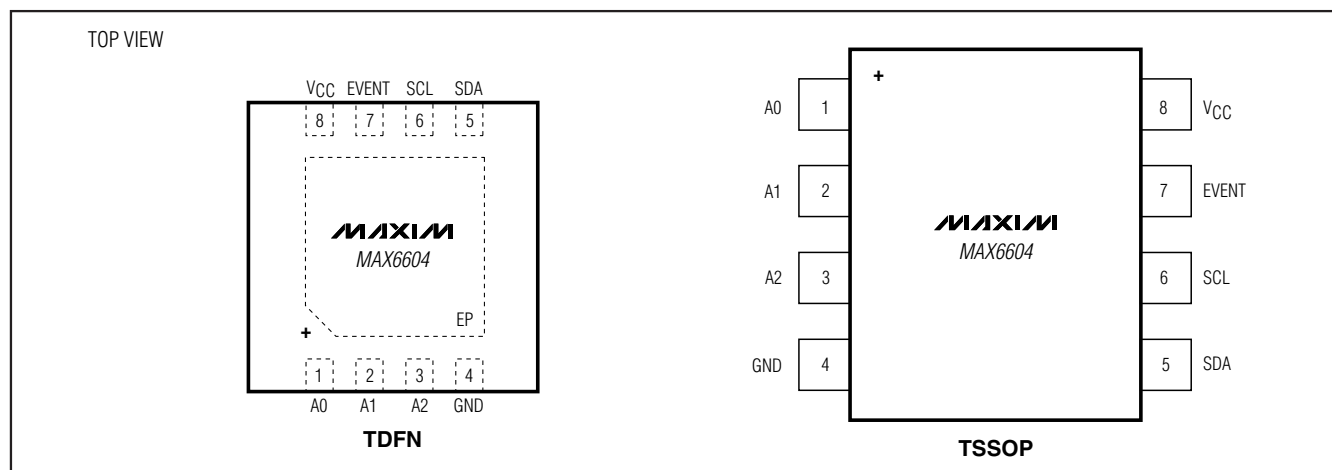 TOP VIEW
VCC EVENT SCL SDA
8 7 6 5
MAXIM
MAX6604
EP
+
1 2 3 4
A0 A1 A2 GND
TDFN
+
A0 1 8 VCC
A1 2 7 EVENT
MAXIM
MAX6604
A2 3 6 SCL
GND 4 5 SDA
TSSOP